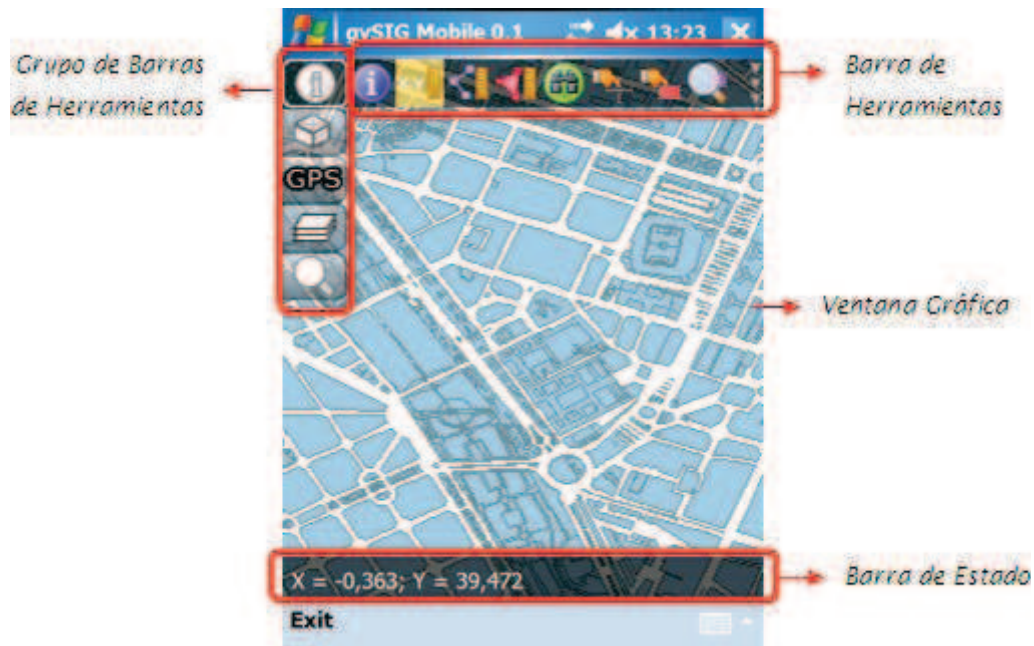 gvSIG Mobile 0.1 13:23
Grupo de Barras
de Herramientas
Barra de
Herramientas
GPS
Ventana Gráfica
X = -0,363; Y = 39,472
Barra de Estado
Exit